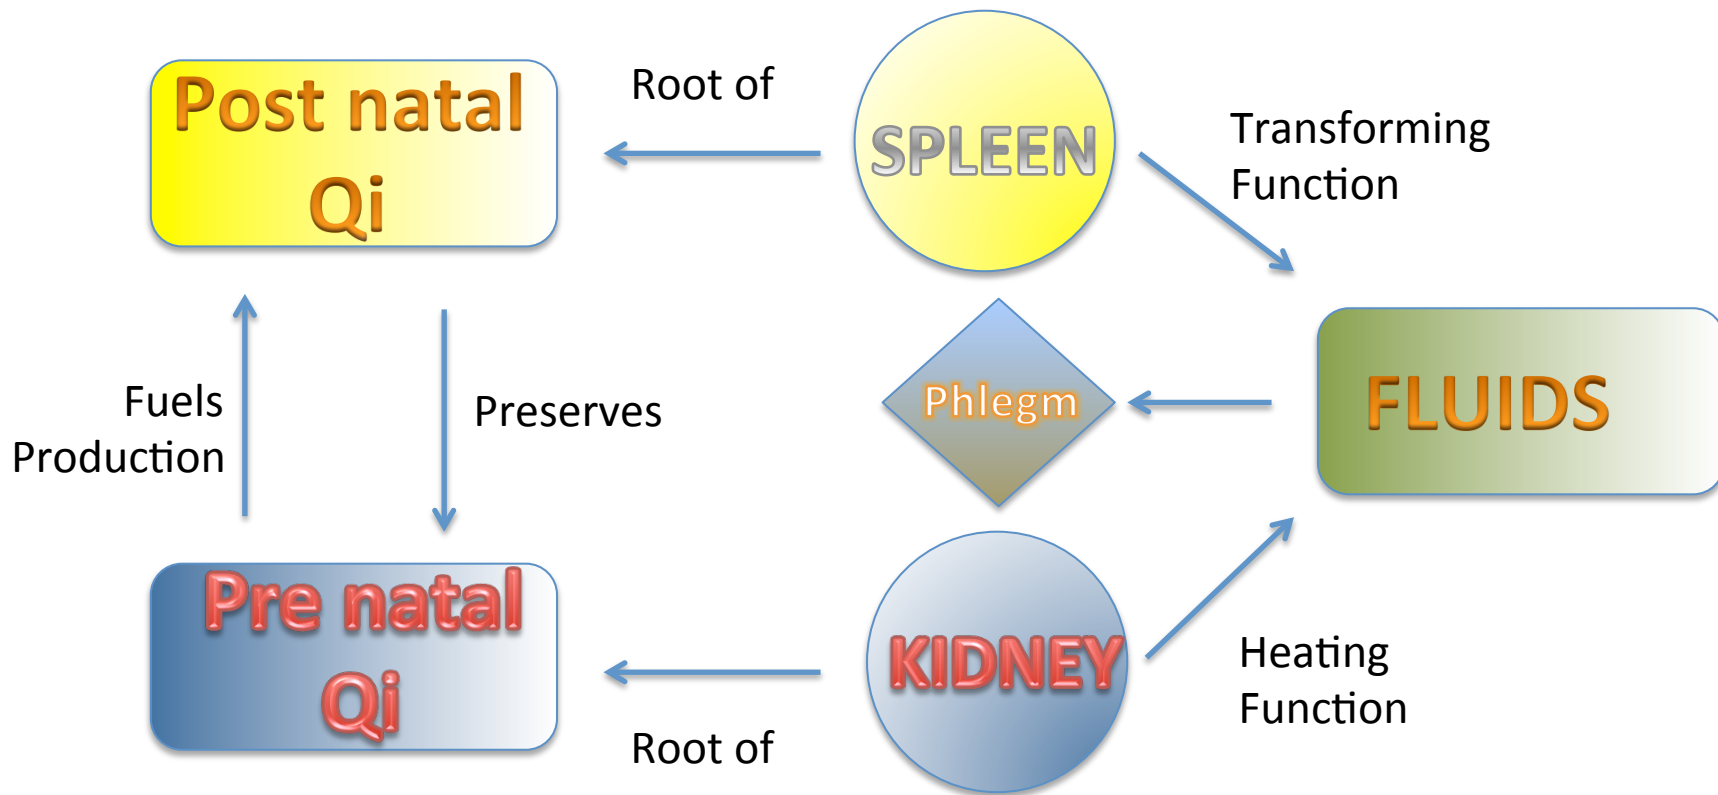 Post natal
Qi
Root of
SPLEEN
Transforming
Function
Fuels
Production
Preserves
Phlegm
FLUIDS
Pre natal
Qi
Root of
KIDNEY
Heating
Function